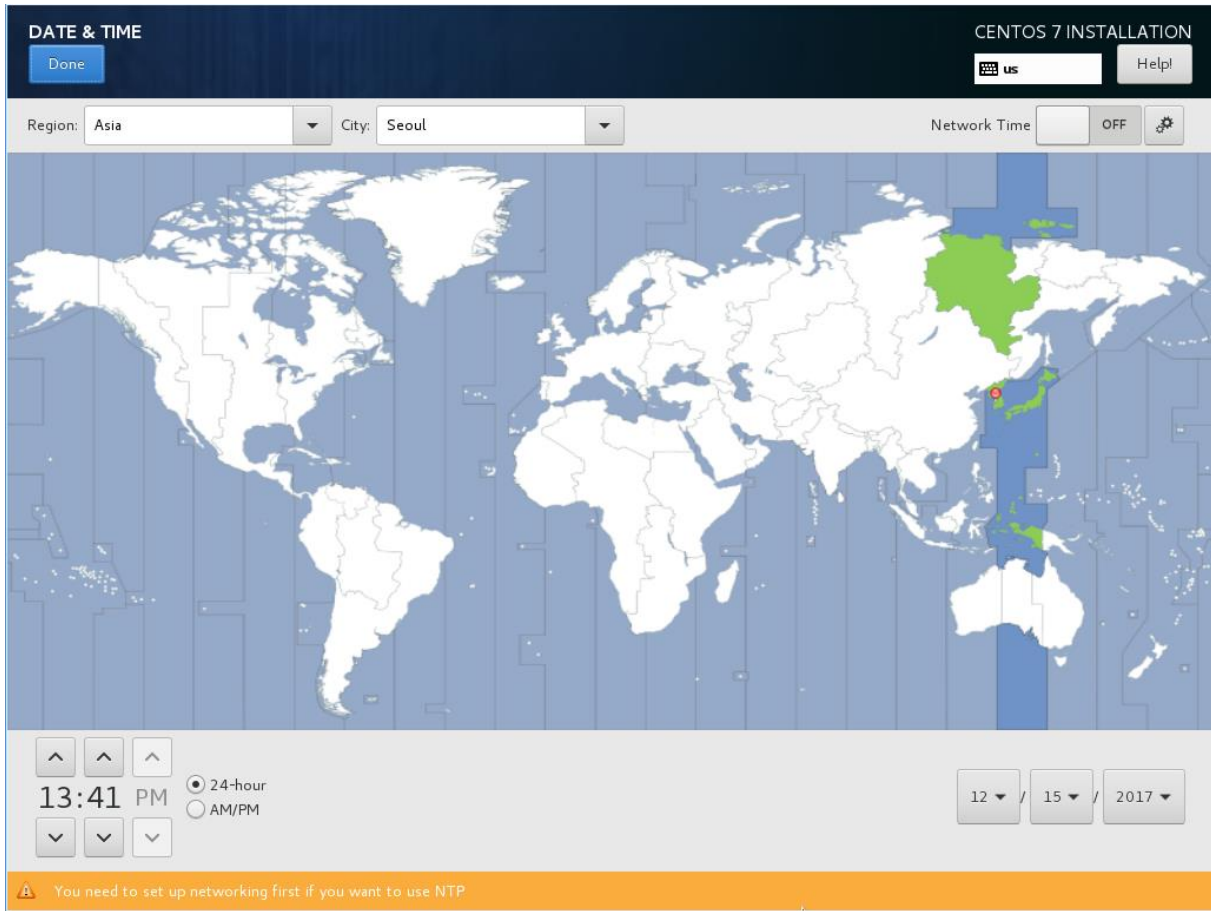 DATE & TIME
CENTOS 7 INSTALLATION
Done
us
Help!
Region: Asia City: Seoul Network Time OFF
13:41 PM
24-hour
AM/PM
12 / 15 / 2017
You need to set up networking first if you want to use NTP